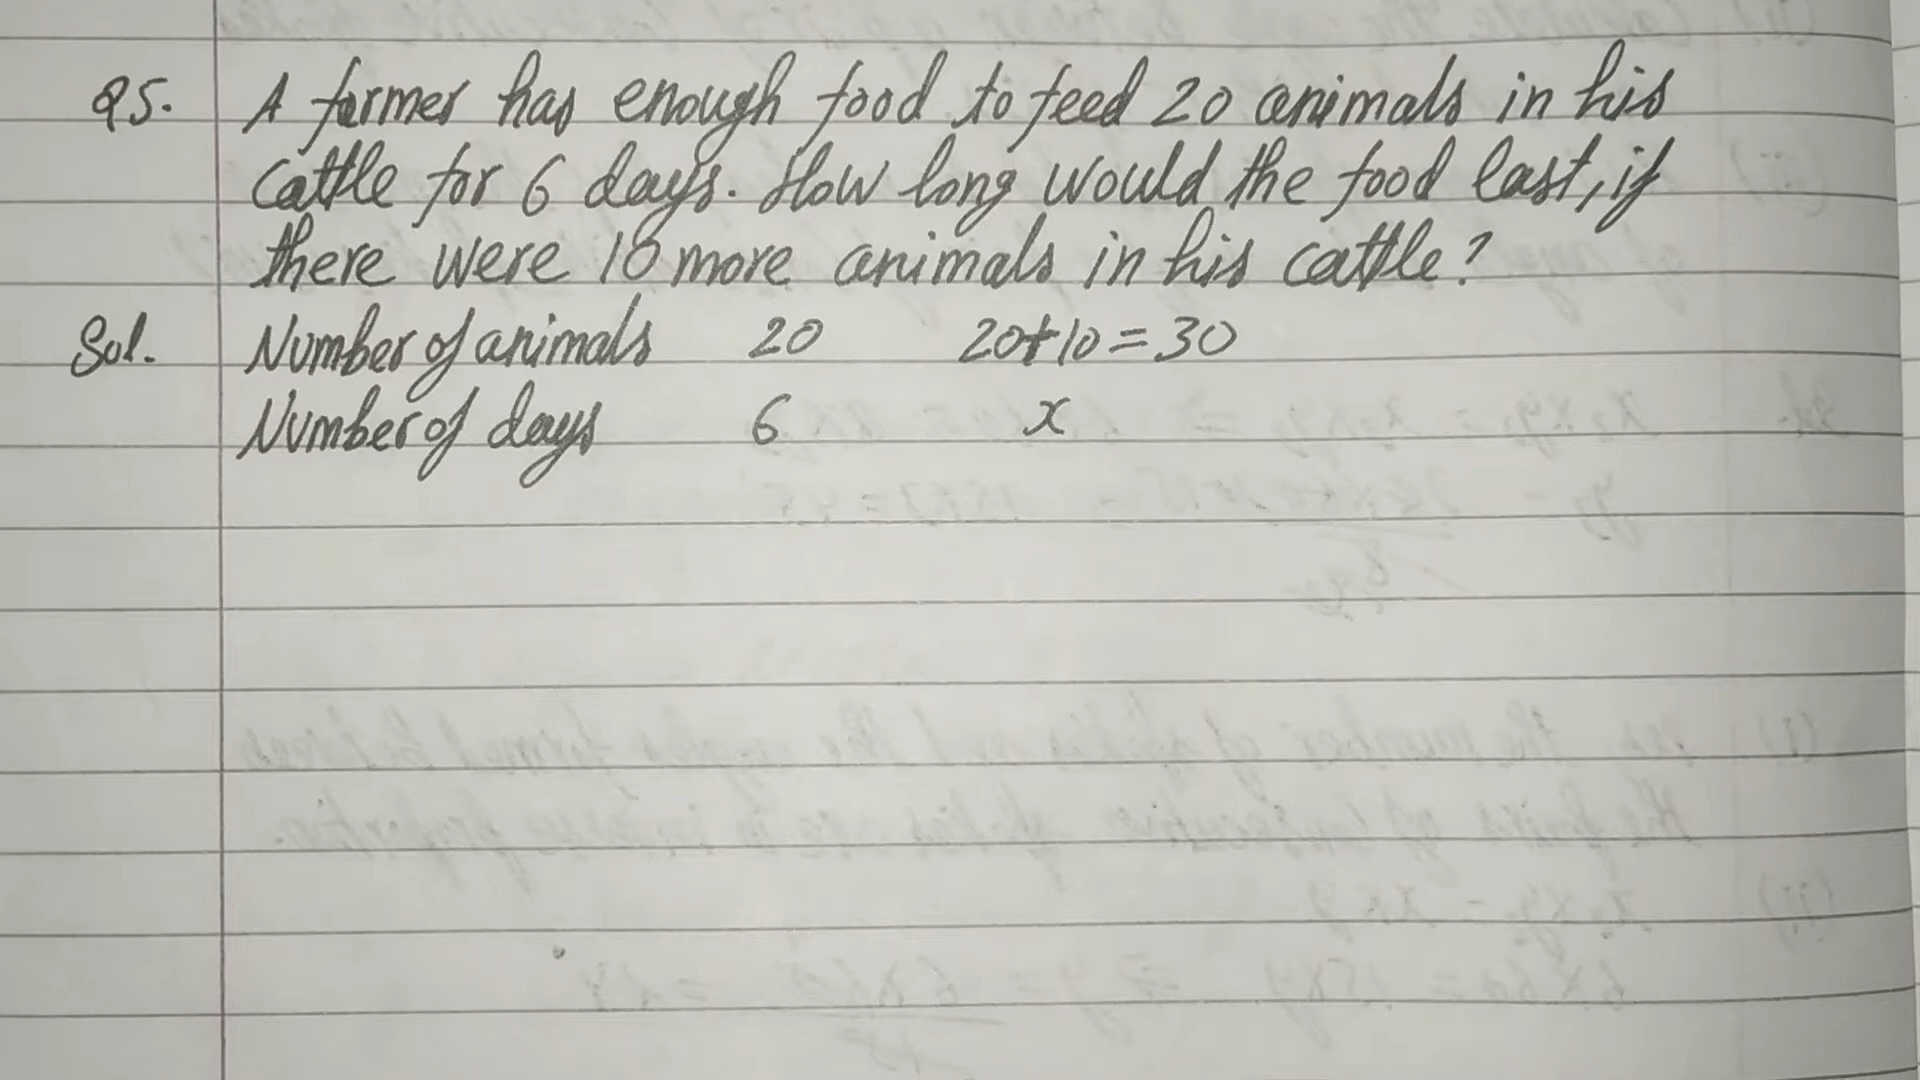 Q5. A farmer has enough food to feed 20 animals in his
cattle for 6 days. How long would the food last, if
there were 10 more animals in his cattle?
Sol. Number of animals 20 20+10=30
Number of days 6 x